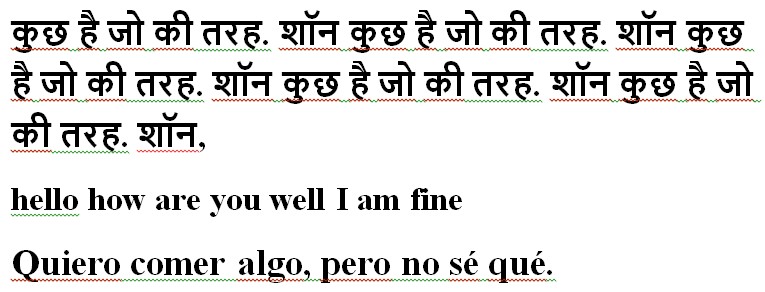 कुछ है जो की तरह. शॉन कुछ है जो की तरह. शॉन कुछ
है जो की तरह. शॉन कुछ है जो की तरह. शॉन कुछ है जो
की तरह. शॉन,
hello how are you well I am fine
Quiero comer algo, pero no sé qué.